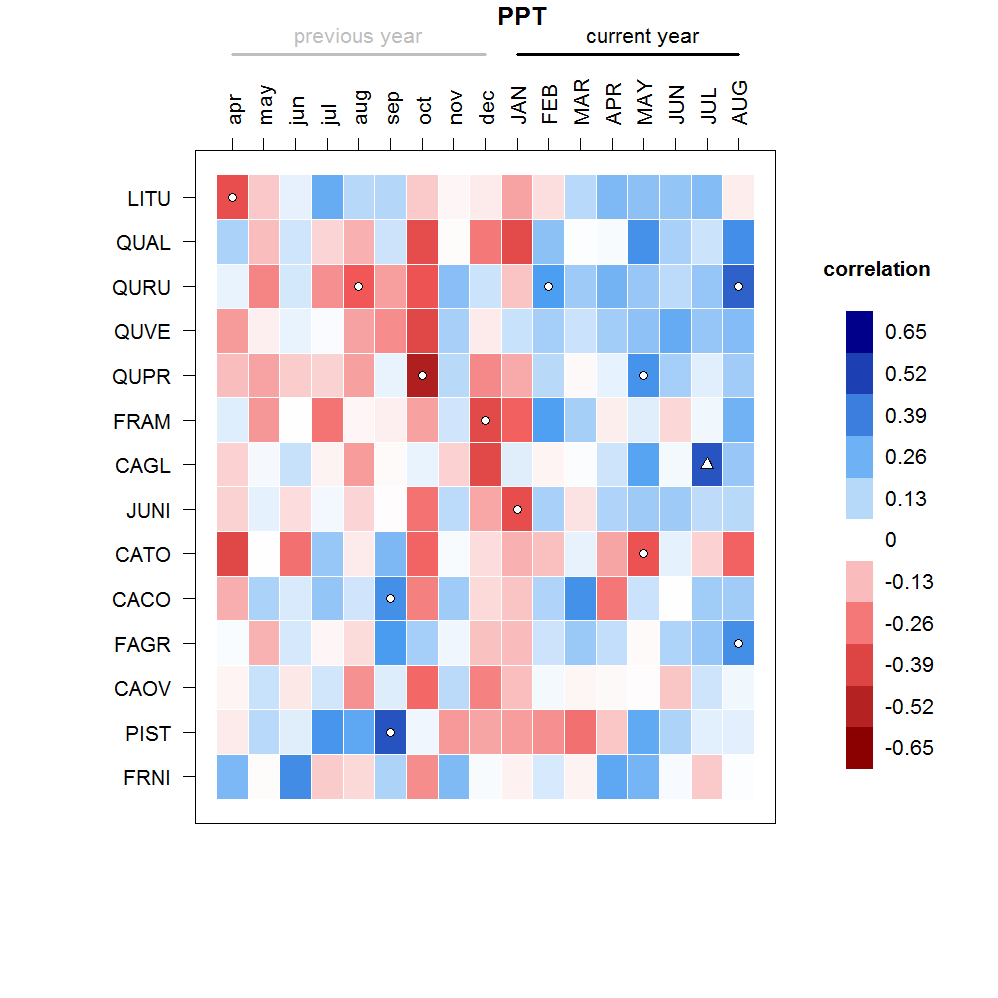 PPT
previous year current year
apr may jun jul aug sep oct nov dec JAN FEB MAR APR MAY JUN JUL AUG
LITU
QUAL
QURU
QUVE
QUPR
FRAM
CAGL
JUNI
CATO
CACO
FAGR
CAOV
PIST
FRNI
correlation
0.65
0.52
0.39
0.26
0.13
0
-0.13
-0.26
-0.39
-0.52
-0.65